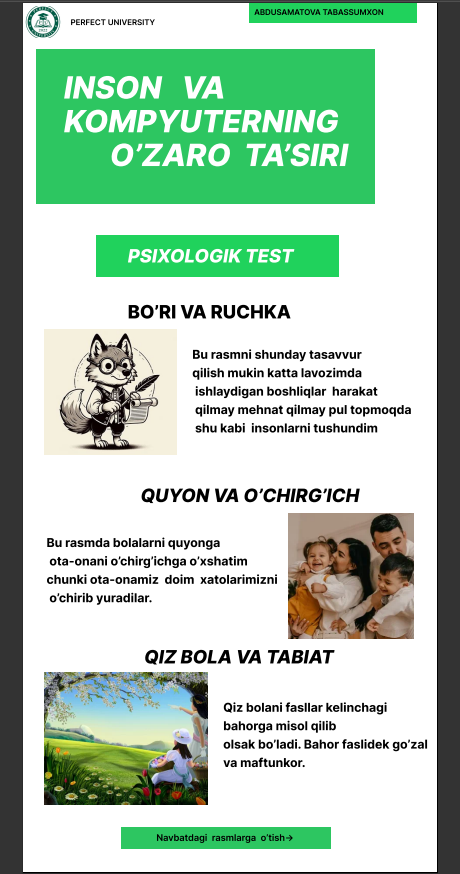 PERFECT UNIVERSITY
ABDUSAMATOVA TABASSUMXON
INSON VA
KOMPYUTERNING
O’ZARO TA’SIRI
PSIXOLOGIK TEST
BO’RI VA RUCHKA
Bu rasmni shunday tasavvur
qilish mukin katta lavozimda
ishlaydigan boshliqlar harakat
qilmay mehnat qilmay pul topmoqda
shu kabi insonlarni tushundim
QUYON VA O’CHIRG’ICH
Bu rasmda bolalarni quyonga
ota-onani o’chirg’ichga o’xshatim
chunki ota-onamiz doim xatolarimizni
o’chirib yuradilar.
QIZ BOLA VA TABIAT
Qiz bolani fasllar kelinchagi
bahorga misol qilib
olsak bo’ladi. Bahor faslidek go’zal
va maftunkor.
Navbatdagi rasmlarga o’tish→